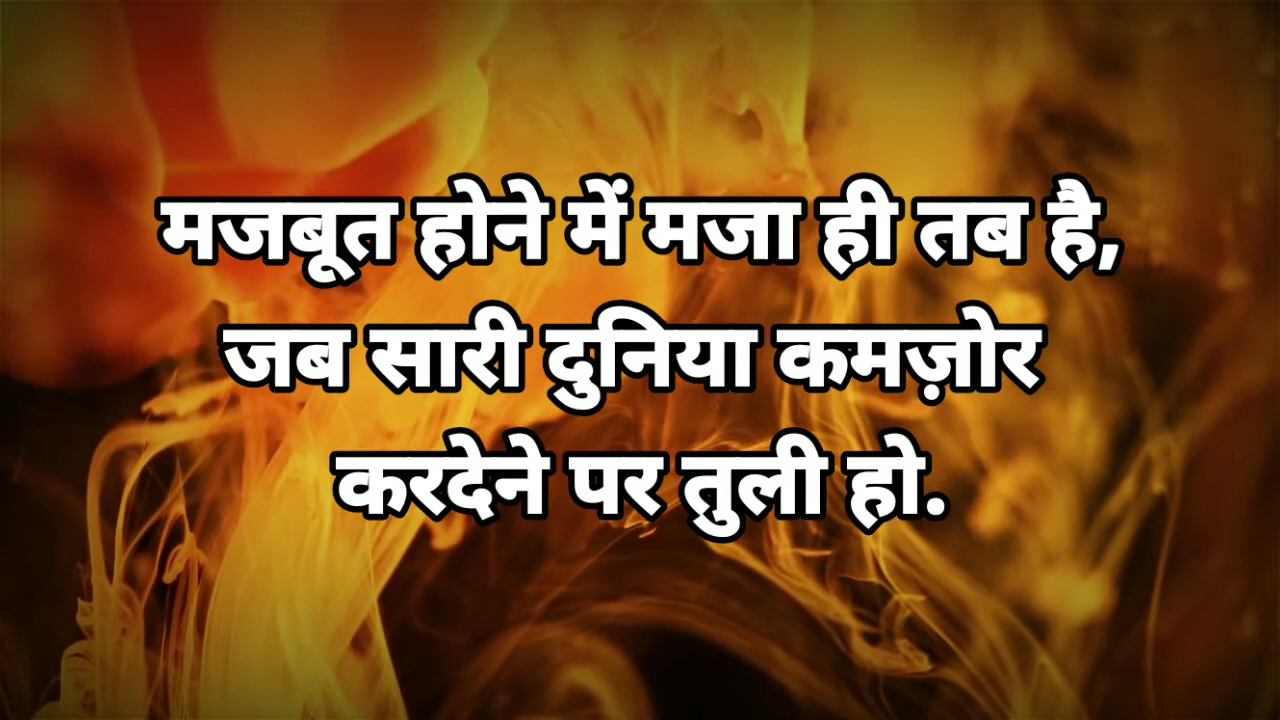 मजबूत होने में मजा ही तब है,
जब सारी दुनिया कमज़ोर
करदेने पर तुली हो.